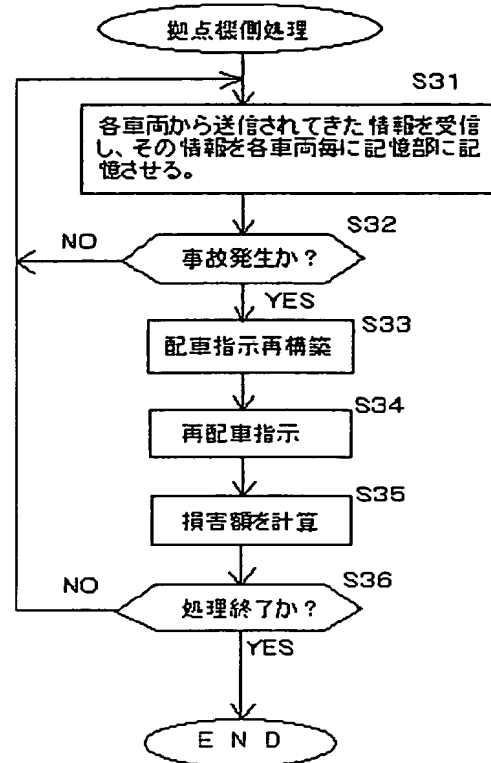 拠点機側処理
S31
各車両から送信されてきた情報を受信
し、その情報を各車両毎に記憶部に記
憶させる。
S32
NO
事故発生か?
YES
S33
配車指示再構築
S34
再配車指示
S35
損害額を計算
S36
NO
処理終了か?
YES
END